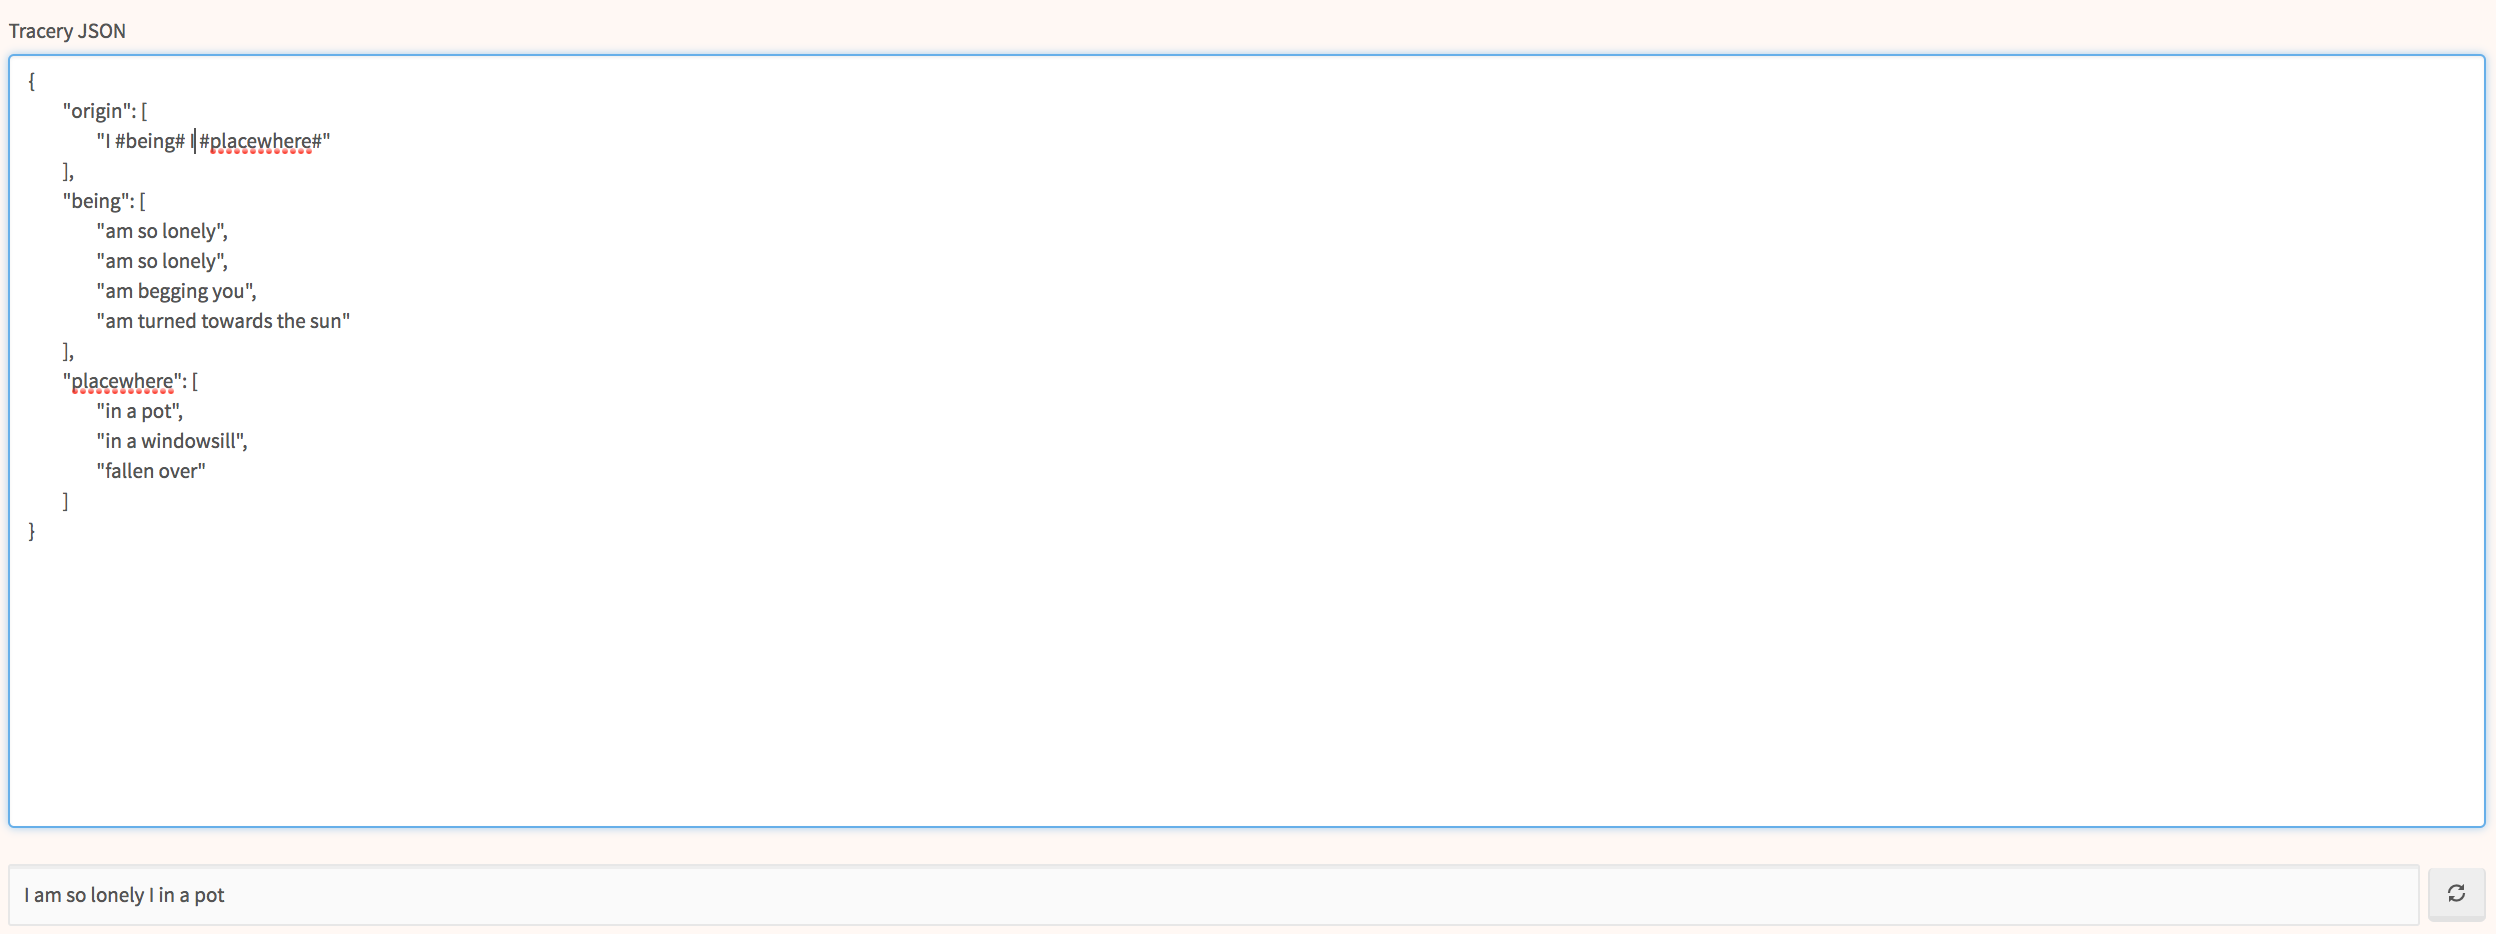 Tracery JSON
{
"origin": [
"I #being# I #placewhere#"
],
"being": [
"am so lonely",
"am so lonely",
"am begging you",
"am turned towards the sun"
],
"placewhere": [
"in a pot",
"in a windowsill",
"fallen over"
]
}
I am so lonely I in a pot